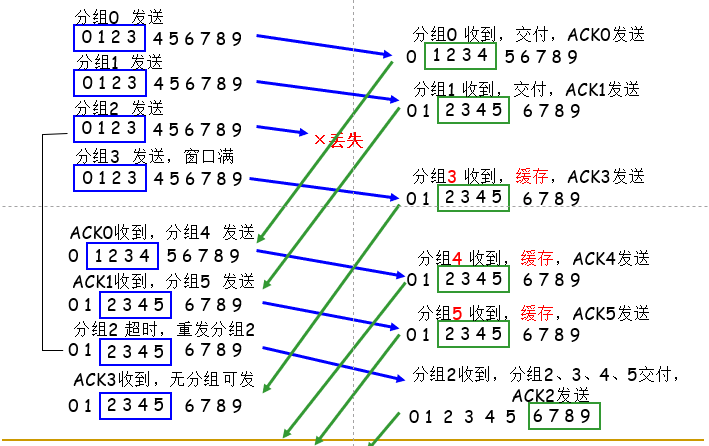 分组0 发送
0 1 2 3 4 5 6 7 8 9
分组1 发送
0 1 2 3 4 5 6 7 8 9
分组2 发送
0 1 2 3 4 5 6 7 8 9
分组3 发送，窗口满
0 1 2 3 4 5 6 7 8 9
ACK0收到，分组4 发送
0 1 2 3 4 5 6 7 8 9
ACK1收到，分组5 发送
0 1 2 3 4 5 6 7 8 9
分组2 超时，重发分组2
0 1 2 3 4 5 6 7 8 9
ACK3收到，无分组可发
0 1 2 3 4 5 6 7 8 9
×丢失
分组0 收到，交付，ACK0发送
0 1 2 3 4 5 6 7 8 9
分组1 收到，交付，ACK1发送
0 1 2 3 4 5 6 7 8 9
分组3 收到，缓存，ACK3发送
0 1 2 3 4 5 6 7 8 9
分组4 收到，缓存，ACK4发送
0 1 2 3 4 5 6 7 8 9
分组5 收到，缓存，ACK5发送
0 1 2 3 4 5 6 7 8 9
分组2收到，分组2、3、4、5交付，
ACK2发送
0 1 2 3 4 5 6 7 8 9